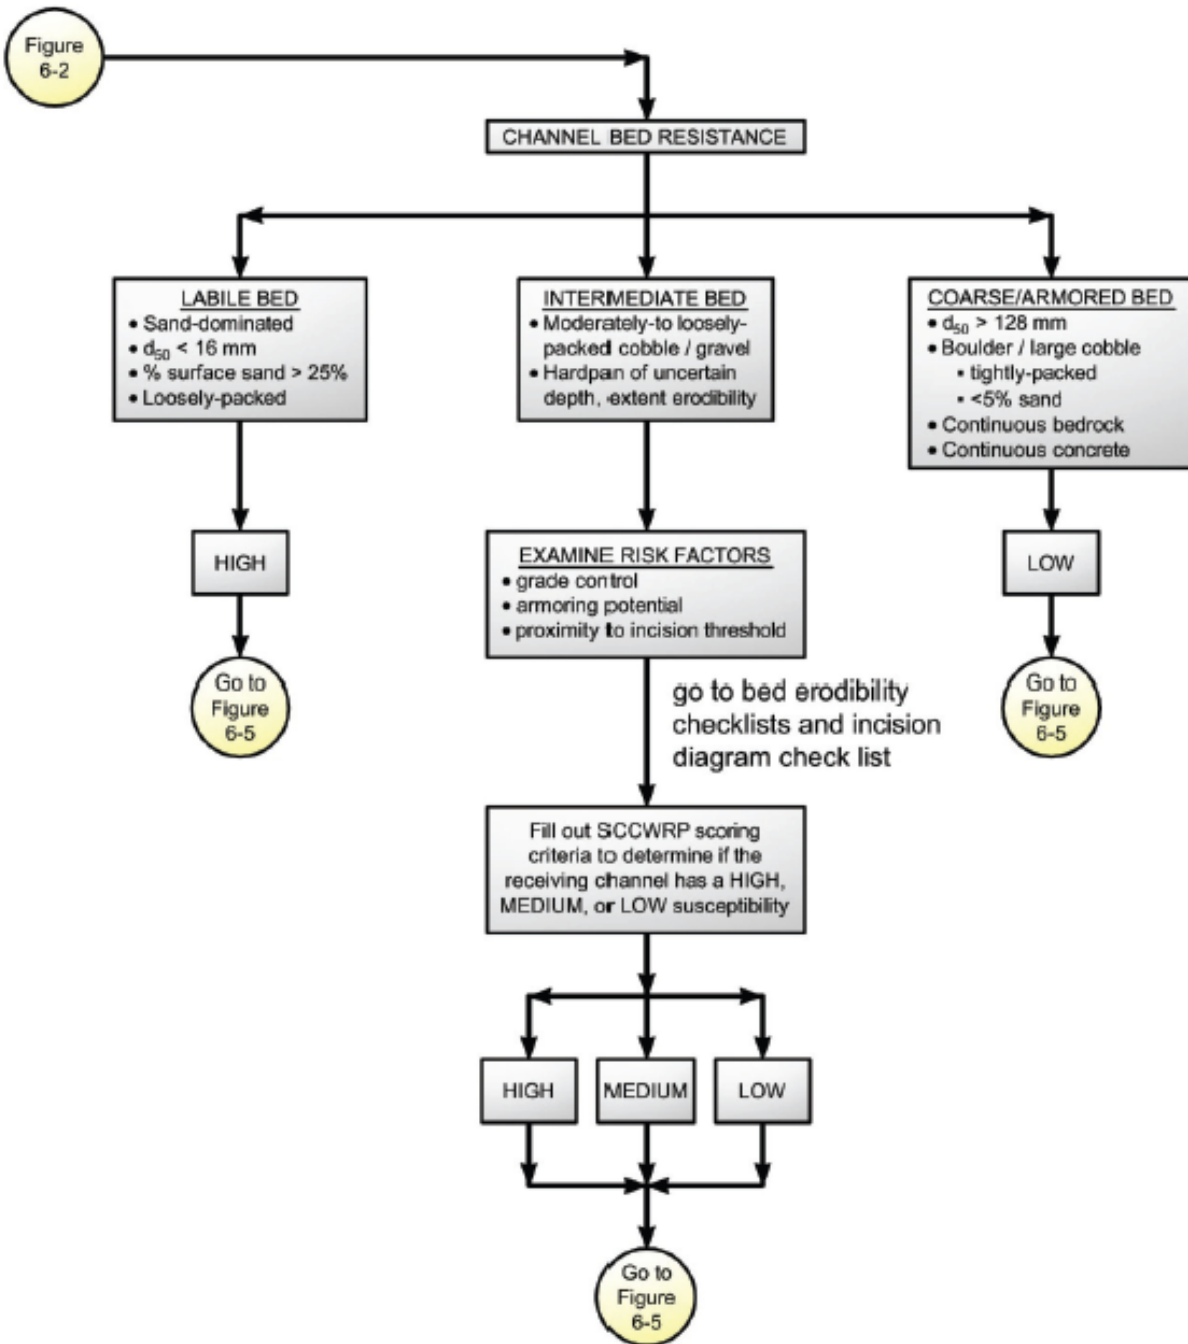 Figure
6-2
CHANNEL BED RESISTANCE
LABILE BED
• Sand-dominated
• d50 < 16 mm
• % surface sand > 25%
• Loosely-packed
INTERMEDIATE BED
• Moderately-to loosely-
packed cobble / gravel
• Hardpan of uncertain
depth, extent erodibility
COARSE/ARMORED BED
• d50 > 128 mm
• Boulder / large cobble
▪ tightly-packed
▪ <5% sand
• Continuous bedrock
• Continuous concrete
HIGH
EXAMINE RISK FACTORS
• grade control
• armoring potential
• proximity to incision threshold
LOW
Go to
Figure
6-5
go to bed erodibility
checklists and incision
diagram check list
Go to
Figure
6-5
Fill out SCCWRP scoring
criteria to determine if the
receiving channel has a HIGH,
MEDIUM, or LOW susceptibility
HIGH
MEDIUM
LOW
Go to
Figure
6-5